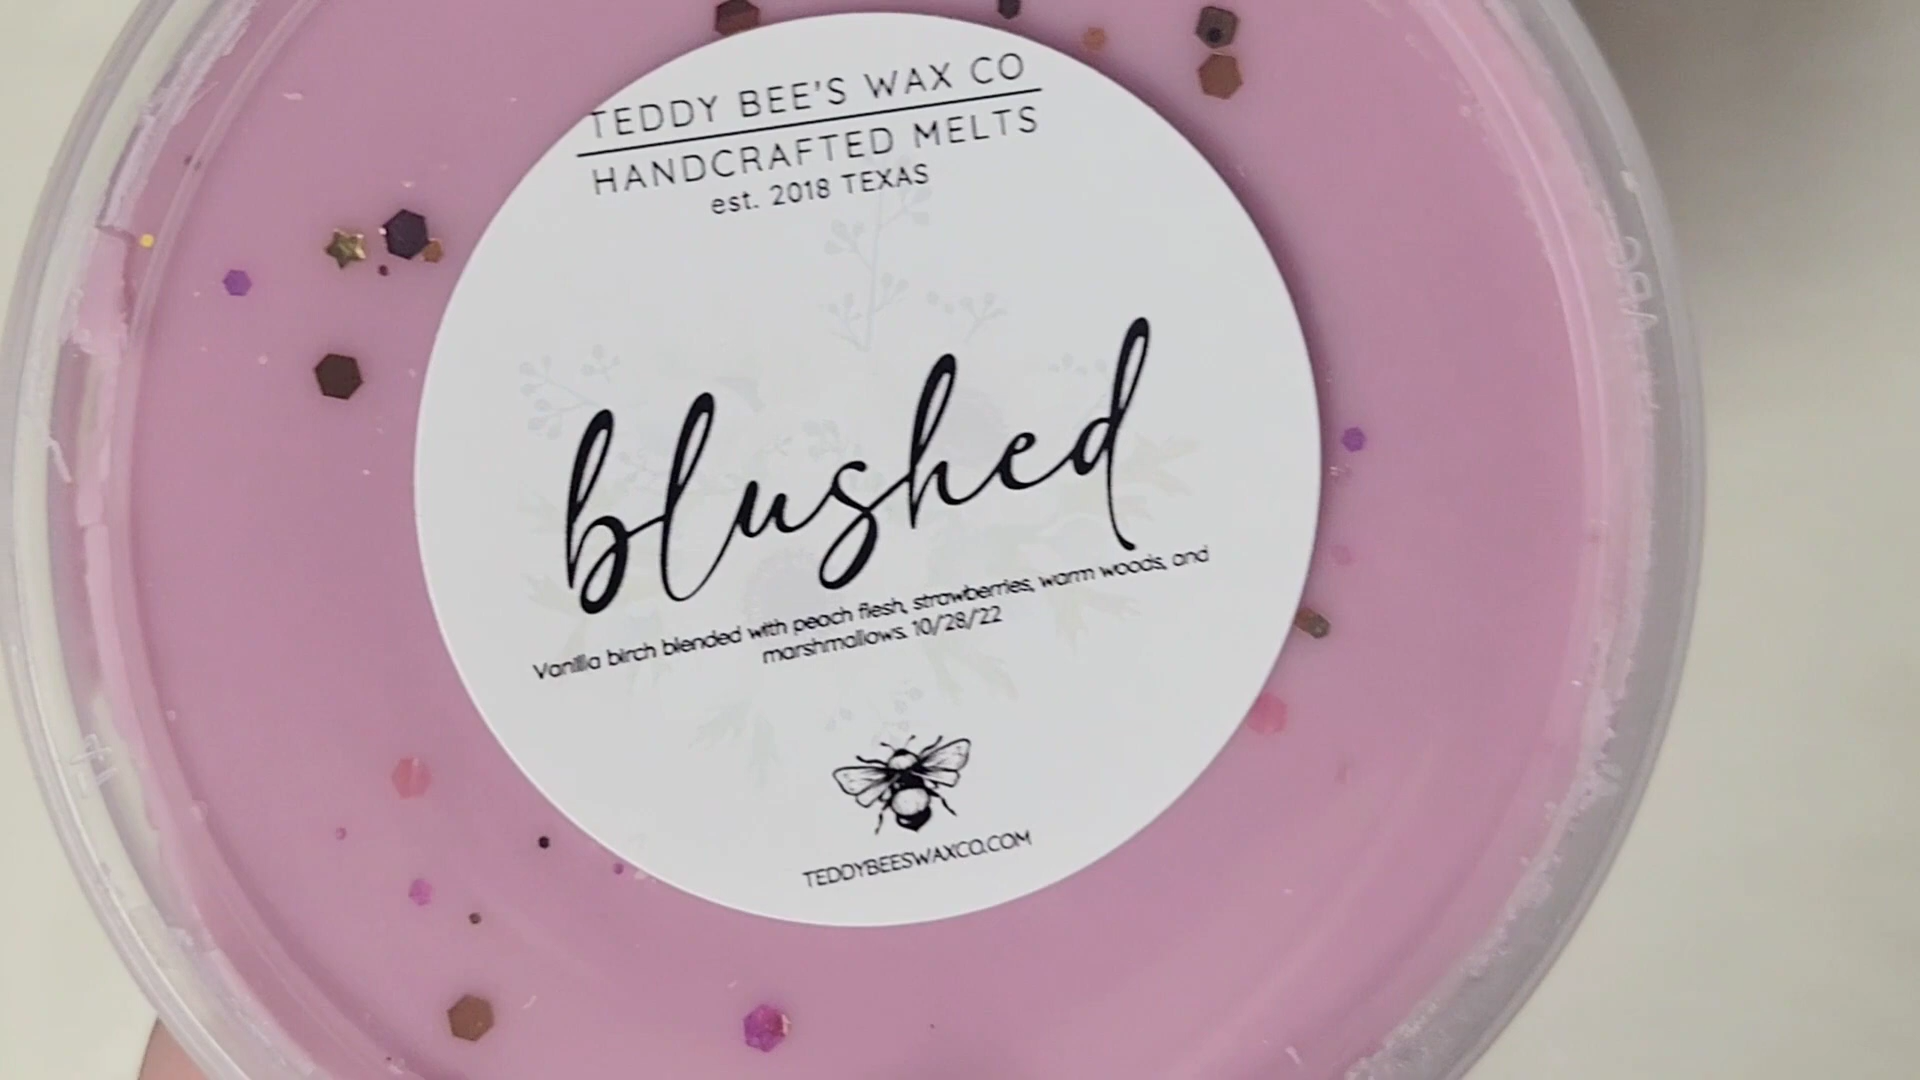 TEDDY BEE'S WAX CO
HANDCRAFTED MELTS
est. 2018 TEXAS
blushed
Vanilla birch blended with peach flesh, strawberries, warm woods, and
marshmallows. 10/28/22
TEDDYBEESWAXCO.COM